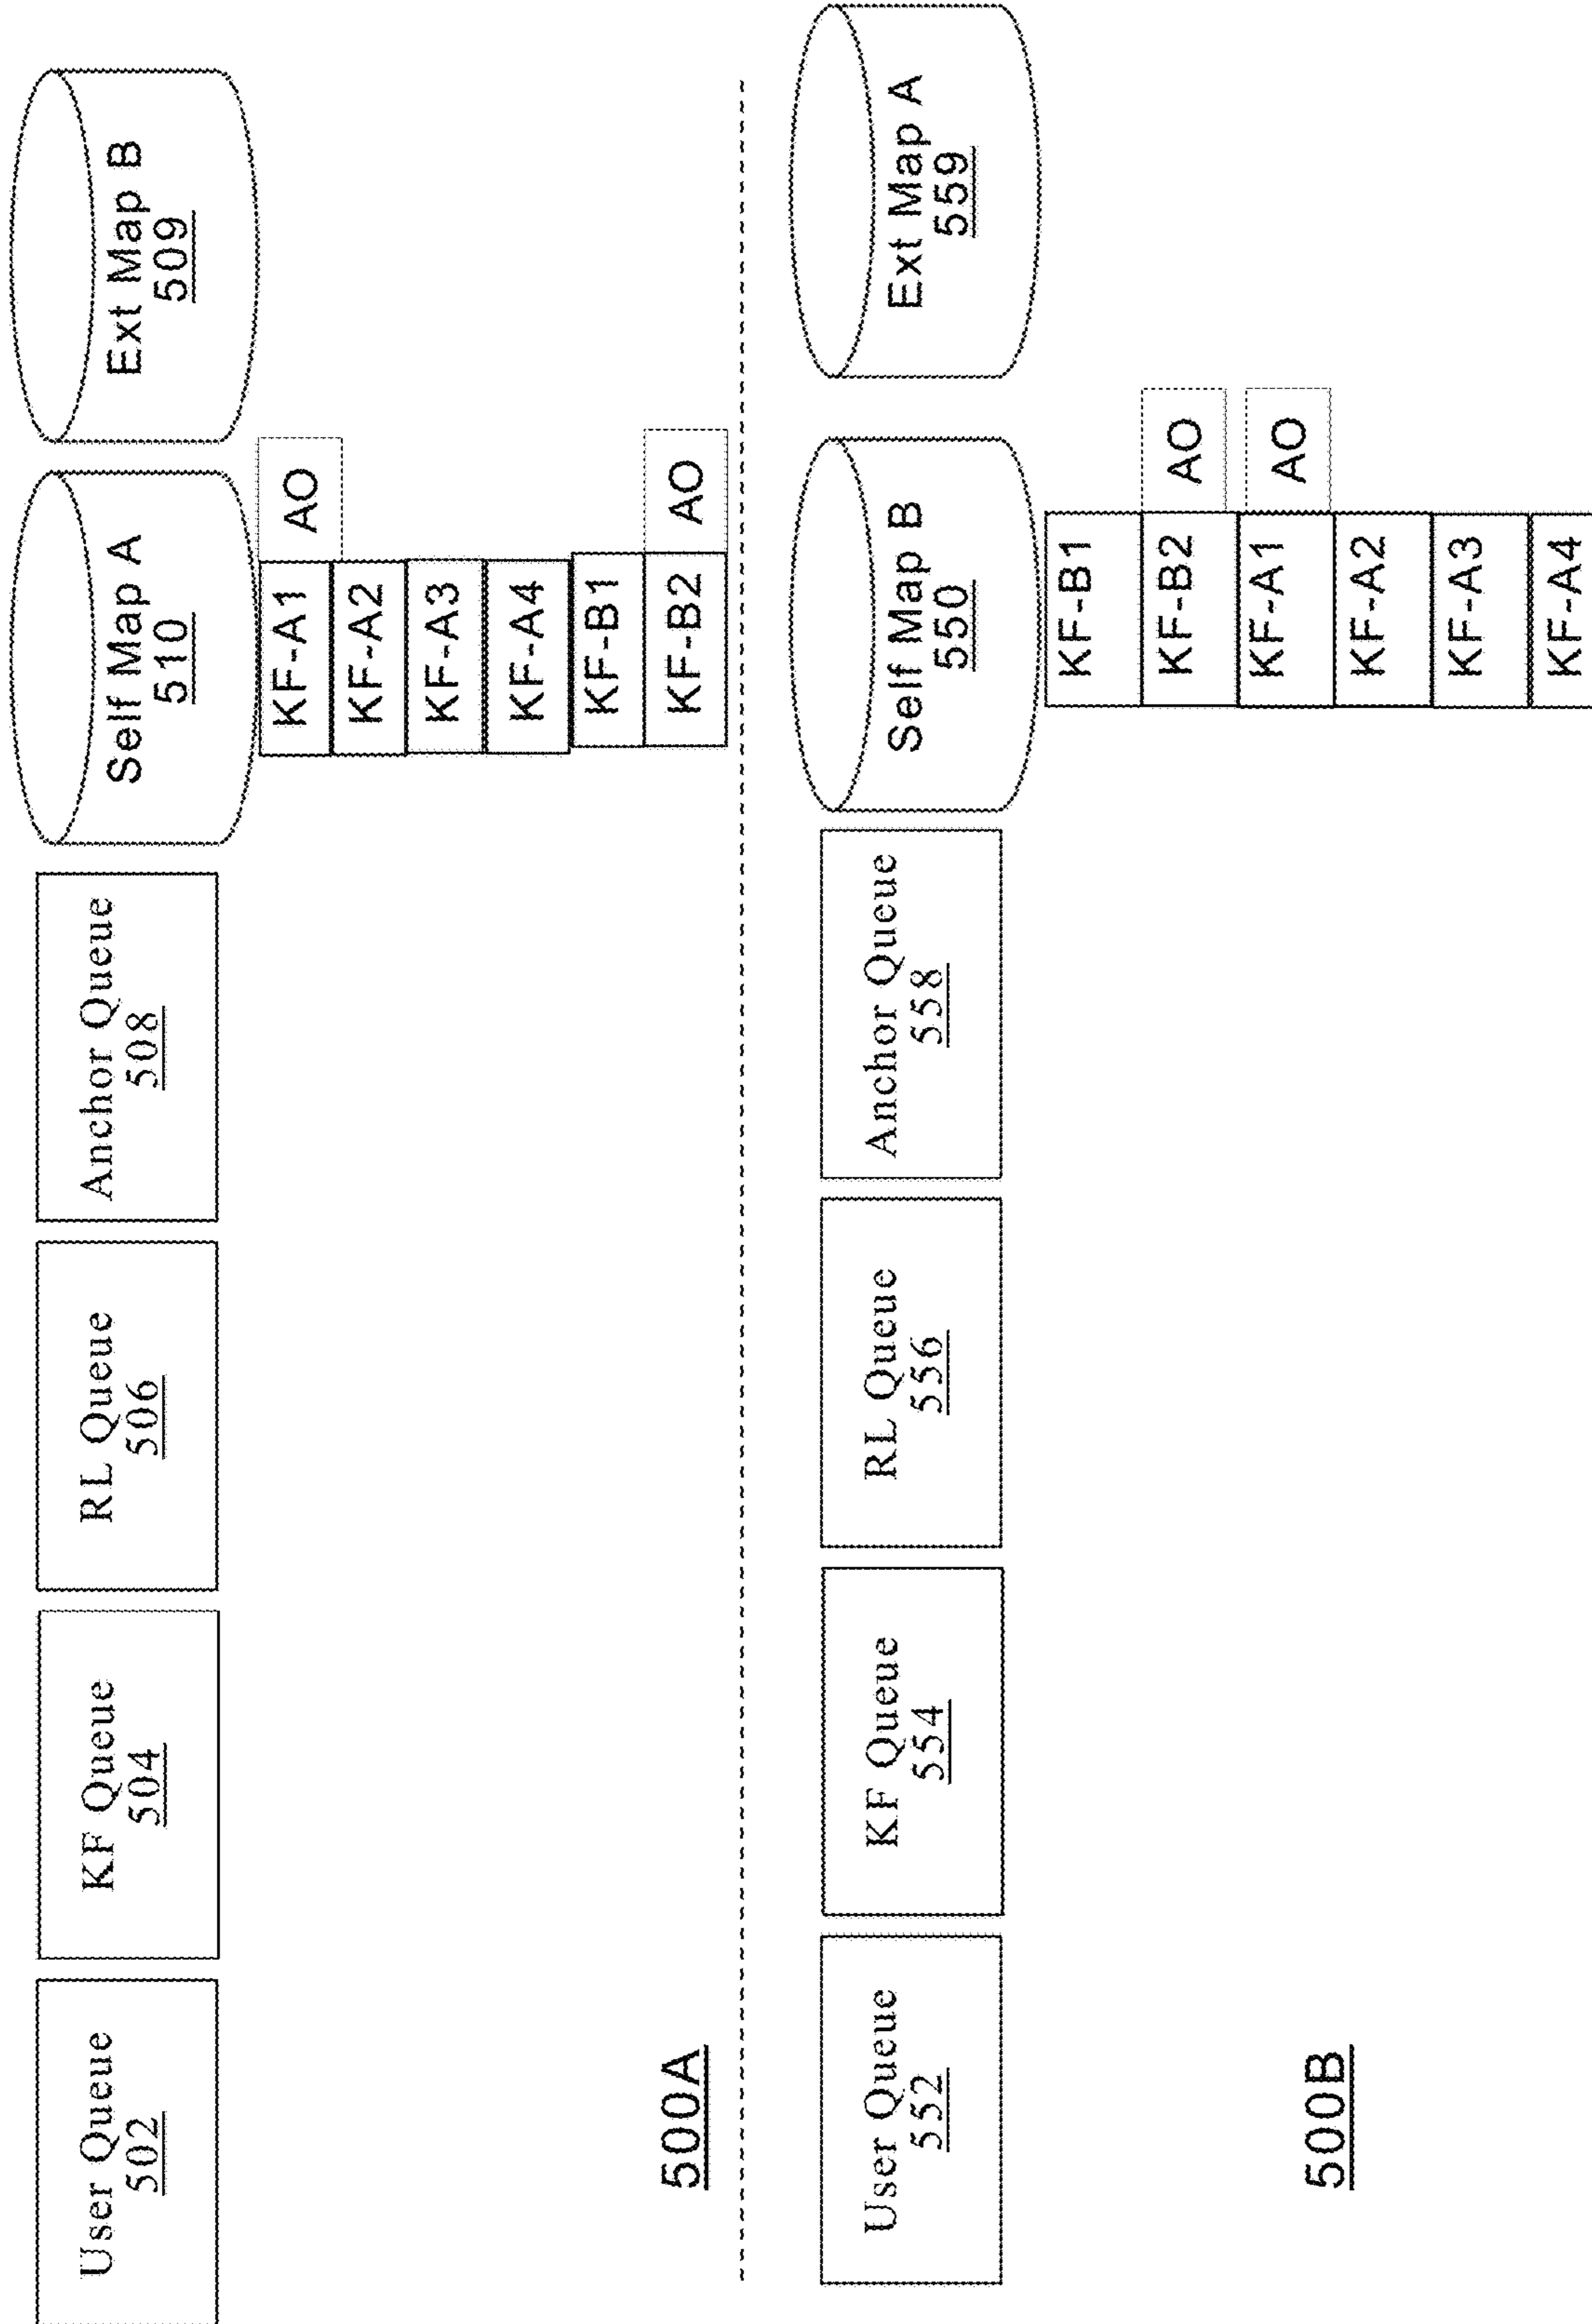 User Queue
502
KF Queue
504
RL Queue
506
Anchor Queue
508
Self Map A
510
Ext Map B
509
KF-A1
AO
KF-A2
KF-A3
KF-A4
KF-B1
KF-B2
AO
500A
User Queue
552
KF Queue
554
RL Queue
556
Anchor Queue
558
Self Map B
550
Ext Map A
559
KF-B1
KF-B2
AO
KF-A1
AO
KF-A2
KF-A3
KF-A4
500B